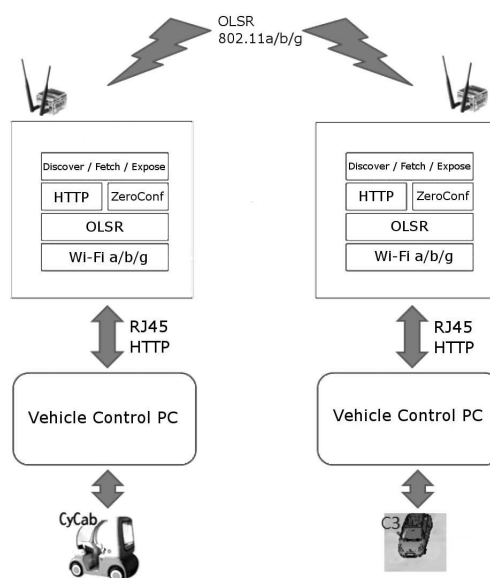 OLSR
802.11a/b/g
Discover / Fetch / Expose
HTTP ZeroConf
OLSR
Wi-Fi a/b/g
RJ45
HTTP
Vehicle Control PC
CyCab
Discover / Fetch / Expose
HTTP ZeroConf
OLSR
Wi-Fi a/b/g
RJ45
HTTP
Vehicle Control PC
C3